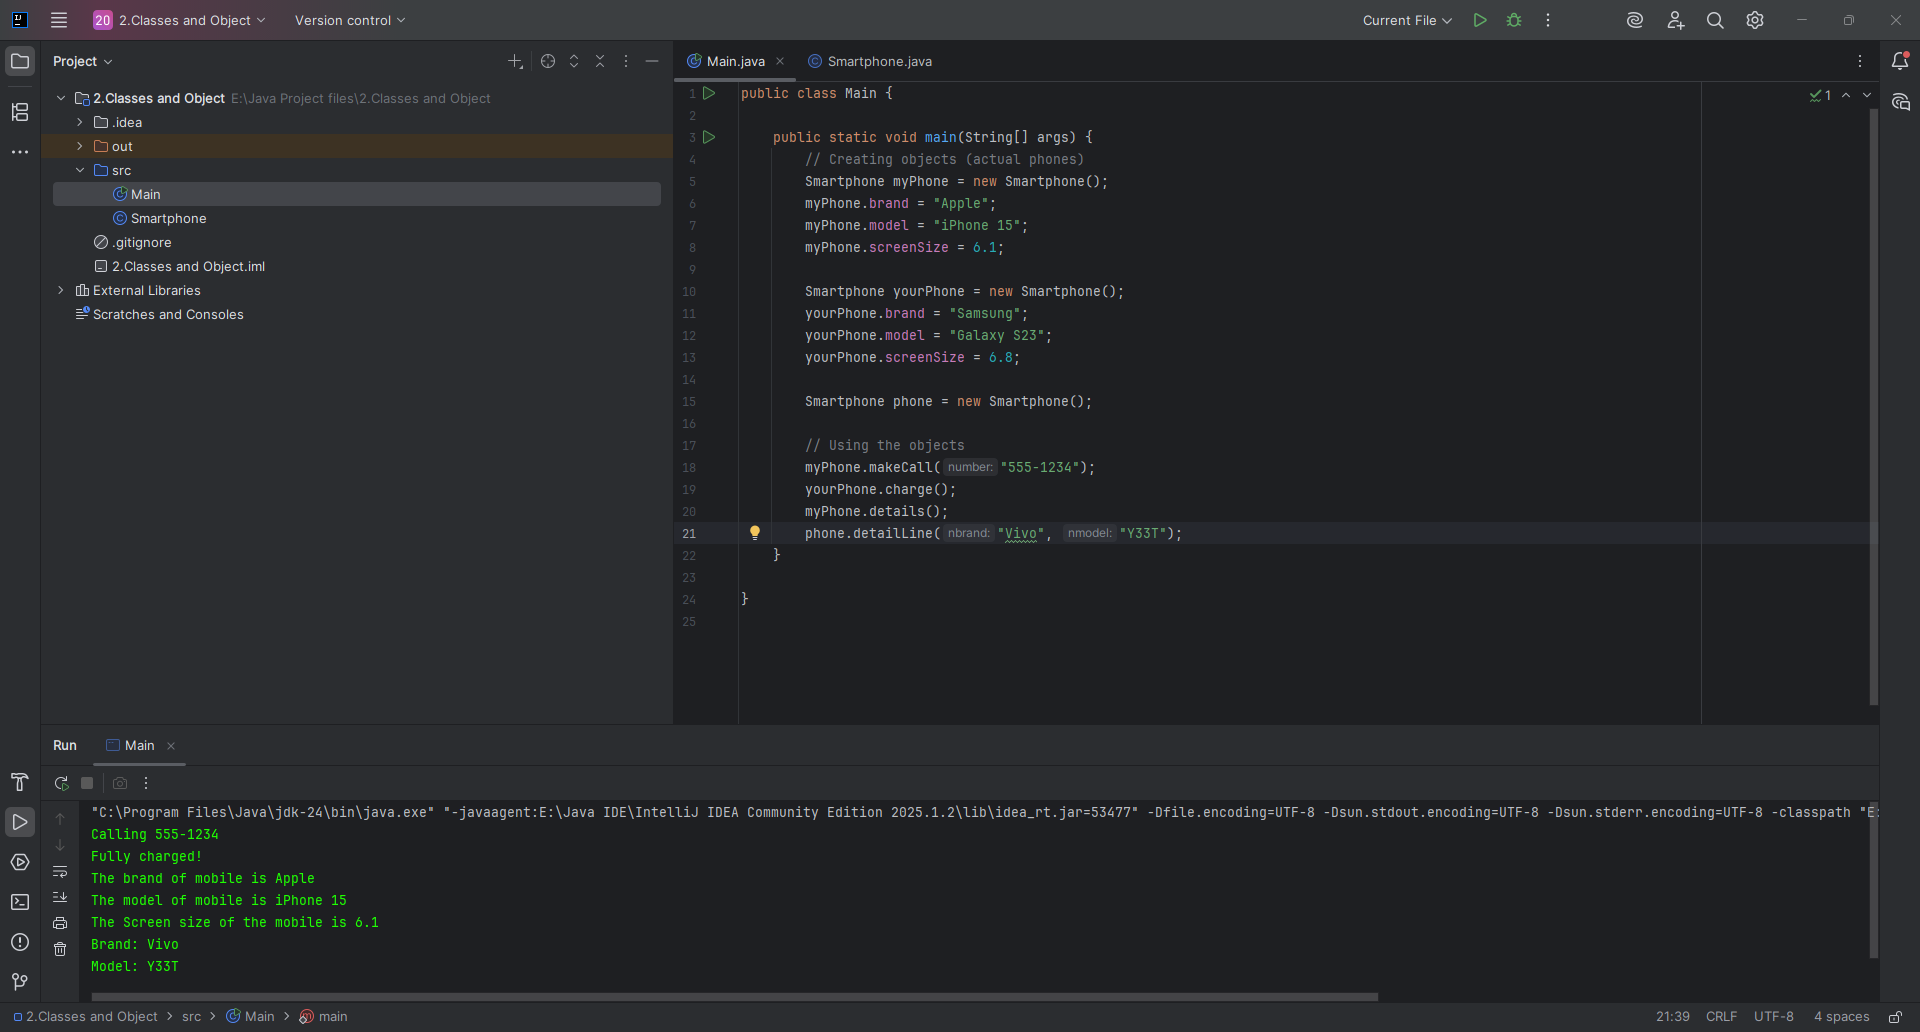 20 2.Classes and Object Version control Current File
Project
Main.java Smartphone.java
2.Classes and Object E:\Java Project files\2.Classes and Object
.idea
out
src
Main
Smartphone
.gitignore
2.Classes and Object.iml
External Libraries
Scratches and Consoles
1 public class Main { 1
2
3 public static void main(String[] args) {
4 // Creating objects (actual phones)
5 Smartphone myPhone = new Smartphone();
6 myPhone.brand = "Apple";
7 myPhone.model = "iPhone 15";
8 myPhone.screenSize = 6.1;
9
10 Smartphone yourPhone = new Smartphone();
11 yourPhone.brand = "Samsung";
12 yourPhone.model = "Galaxy S23";
13 yourPhone.screenSize = 6.8;
14
15 Smartphone phone = new Smartphone();
16
17 // Using the objects
18 myPhone.makeCall( number: "555-1234");
19 yourPhone.charge();
20 myPhone.details();
21 phone.detailLine( nbrand: "Vivo", nmodel: "Y33T");
22 }
23
24 }
25
Run Main
"C:\Program Files\Java\jdk-24\bin\java.exe" "-javaagent:E:\Java IDE\IntelliJ IDEA Community Edition 2025.1.2\lib\idea_rt.jar=53477" -Dfile.encoding=UTF-8 -Dsun.stdout.encoding=UTF-8 -Dsun.stderr.encoding=UTF-8 -classpath "E:
Calling 555-1234
Fully charged!
The brand of mobile is Apple
The model of mobile is iPhone 15
The Screen size of the mobile is 6.1
Brand: Vivo
Model: Y33T
2.Classes and Object > src > Main > main 21:39 CRLF UTF-8 4 spaces